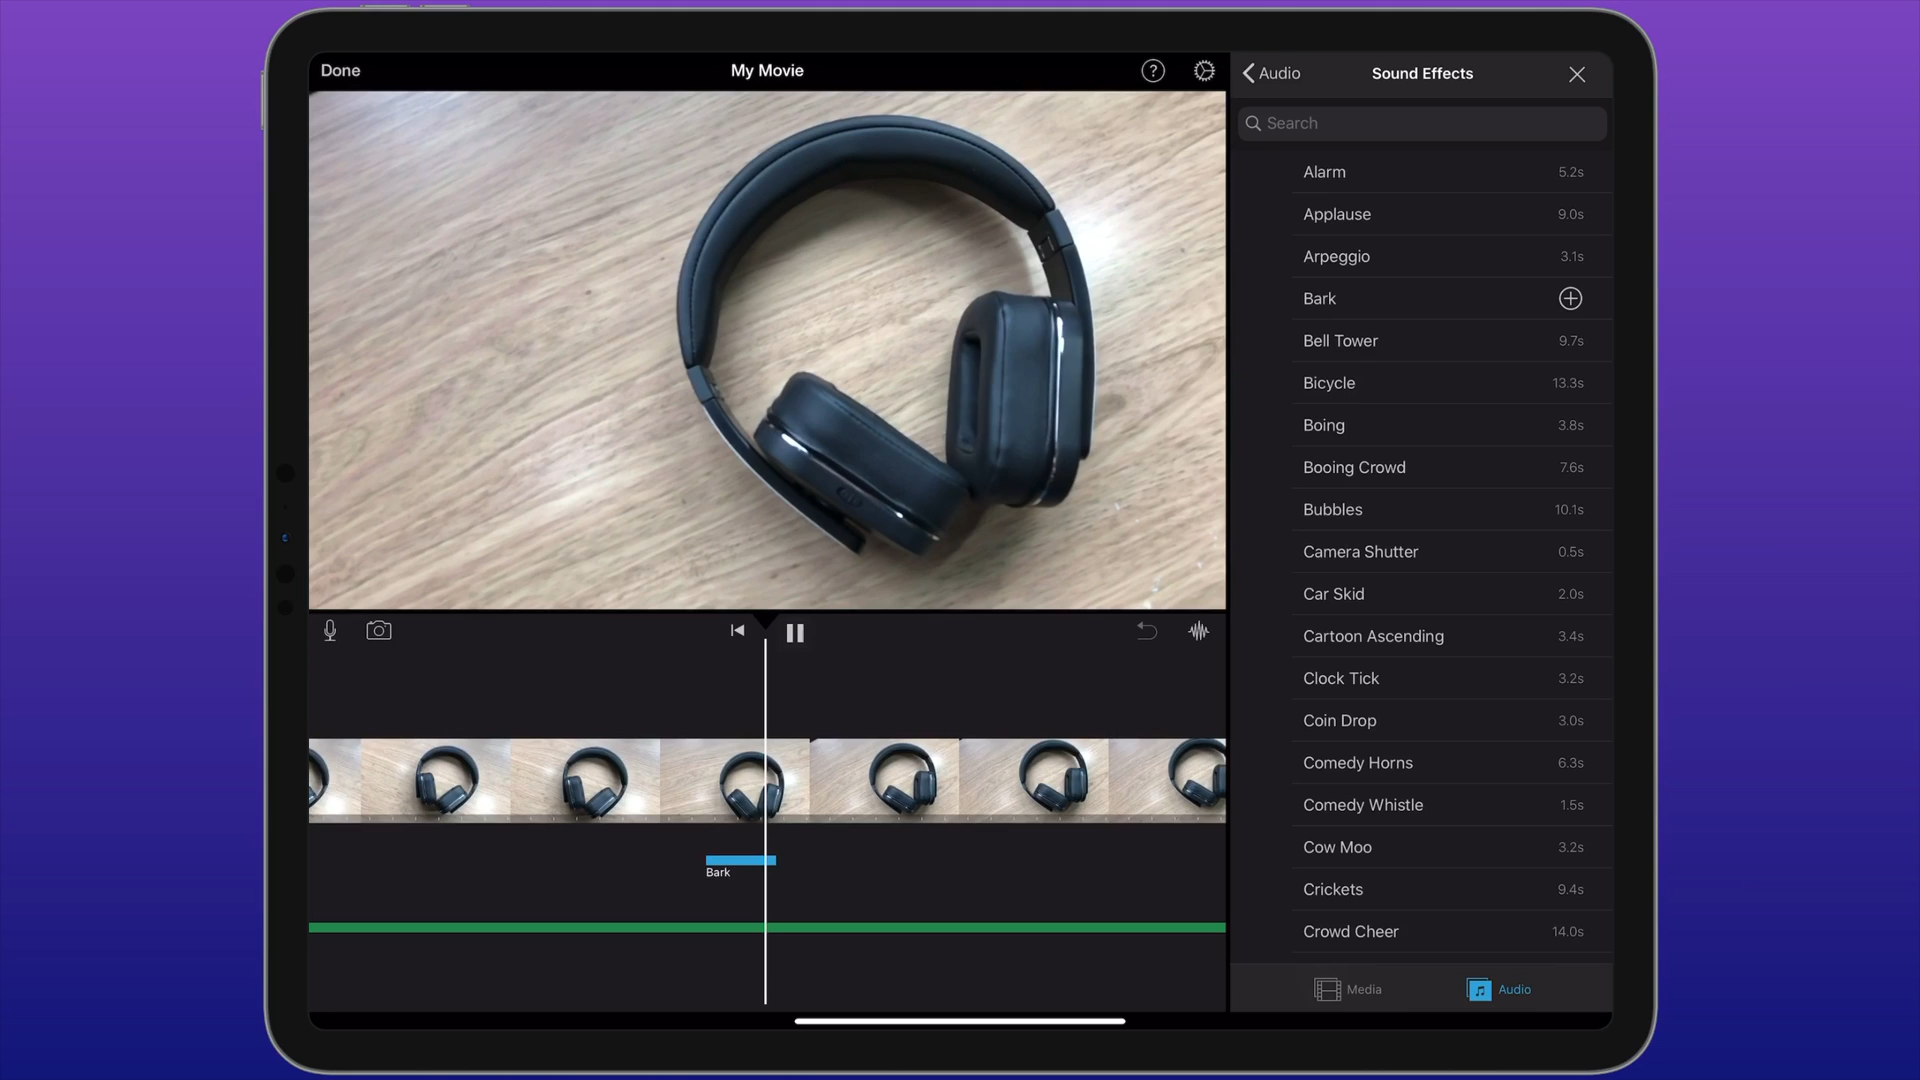 Done
My Movie
?
Audio
Sound Effects
Search
Alarm 5.2s
Applause 9.0s
Arpeggio 3.1s
Bark
Bell Tower 9.7s
Bicycle 13.3s
Boing 3.8s
Booing Crowd 7.6s
Bubbles 10.1s
Camera Shutter 0.5s
Car Skid 2.0s
Cartoon Ascending 3.4s
Clock Tick 3.2s
Coin Drop 3.0s
Comedy Horns 6.3s
Comedy Whistle 1.5s
Cow Moo 3.2s
Crickets 9.4s
Crowd Cheer 14.0s
Bark
Media
Audio